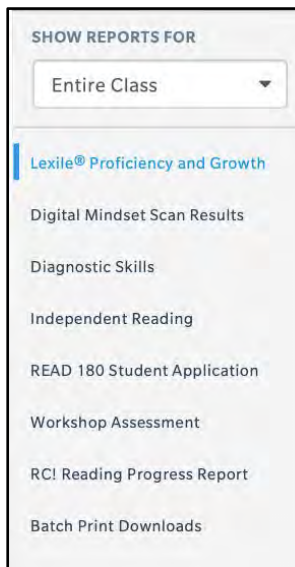 SHOW REPORTS FOR
Entire Class
Lexile® Proficiency and Growth
Digital Mindset Scan Results
Diagnostic Skills
Independent Reading
READ 180 Student Application
Workshop Assessment
RC! Reading Progress Report
Batch Print Downloads